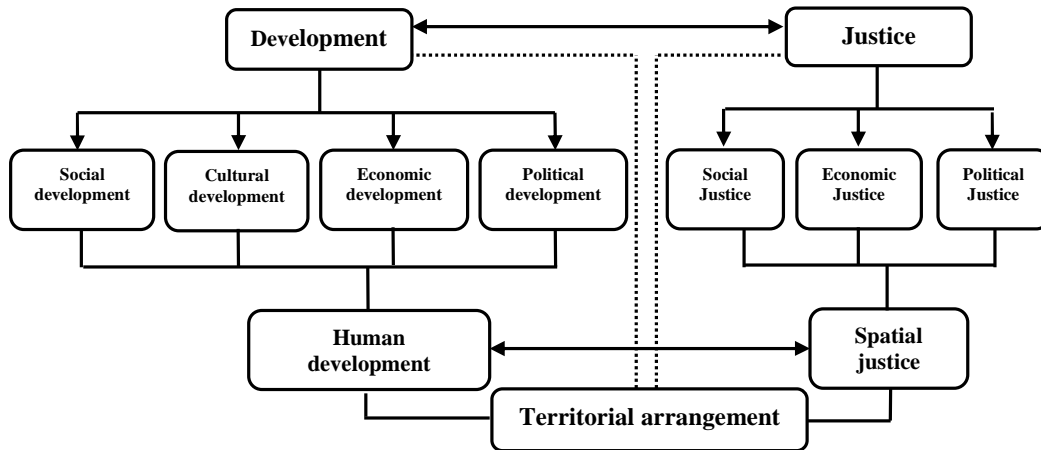 Development
Justice
Social
development
Cultural
development
Economic
development
Political
development
Social
Justice
Economic
Justice
Political
Justice
Human
development
Spatial
justice
Territorial arrangement